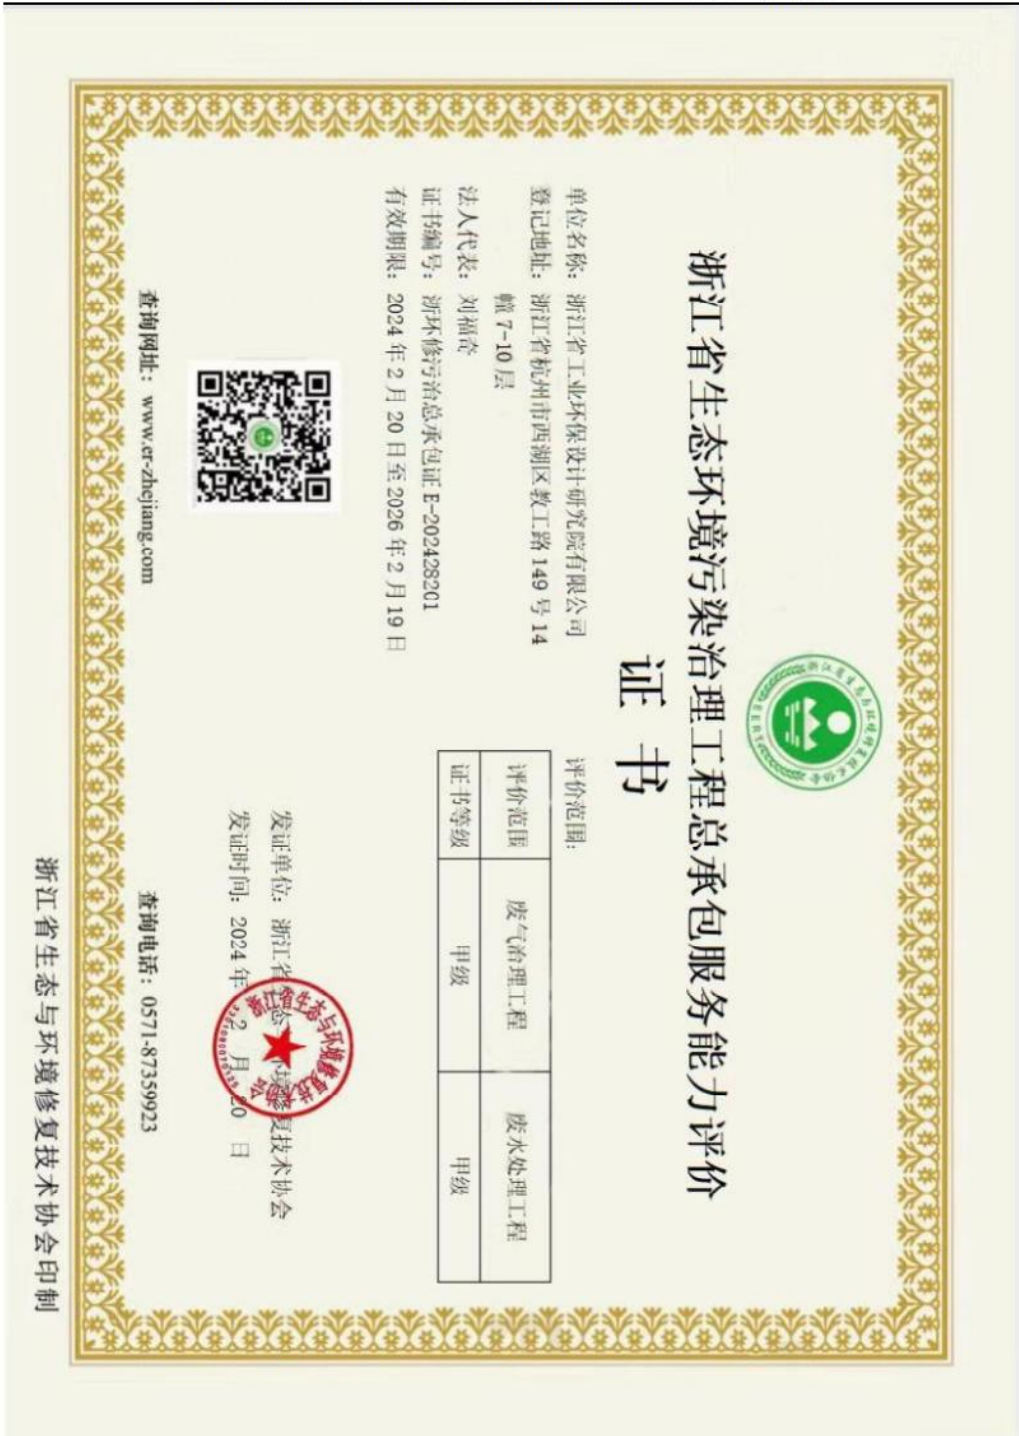 浙江省生态环境污染治理工程总承包服务能力评价
证书
单位名称：浙江省工业环保设计研究院有限公司
登记地址：浙江省杭州市西湖区教工路149号14
幢7-10层
法人代表：刘福奇
证书编号：浙环修污治总承包证E-202428201
有效期限：2024年2月20日至2026年2月19日
评价范围：
评价范围 废气治理工程 废水处理工程
证书等级 甲级 甲级
发证单位：浙江省生态与环境修复技术协会
发证时间：2024年2月20日
查询网址：www.er-zhejiang.com
查询电话：0571-87359923
浙江省生态与环境修复技术协会印制